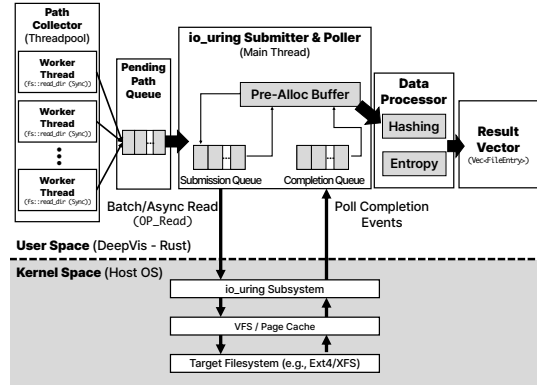 Path
Collector
(Threadpool)
Worker
Thread
(fs::read_dir (Sync))
Worker
Thread
(fs::read_dir (Sync))
Worker
Thread
(fs::read_dir (Sync))
Pending
Path
Queue
...
io_uring Submitter & Poller
(Main Thread)
Pre-Alloc Buffer
...
Submission Queue
...
Completion Queue
Data
Processor
Hashing
Entropy
Result
Vector
(Vec<FileEntry>)
Batch/Async Read
(OP_Read)
Poll Completion
Events
User Space (DeepVis - Rust)
Kernel Space (Host OS)
io_uring Subsystem
VFS / Page Cache
Target Filesystem (e.g., Ext4/XFS)